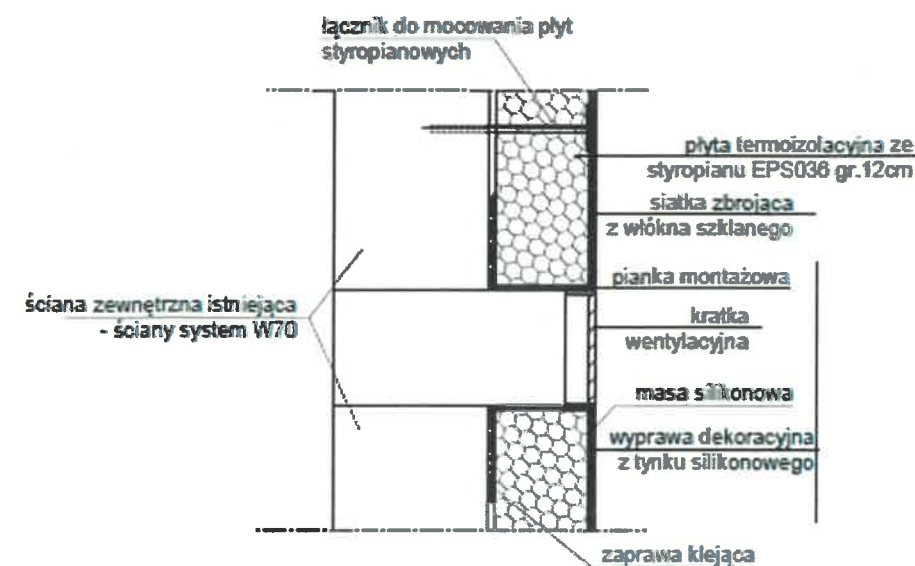 łącznik do mocowania płyt
styropianowych
płyta termoizolacyjna ze
styropianu EPS036 gr.12cm
siatka zbrojąca
z włókna szklanego
pianka montażowa
ściana zewnętrzna istniejąca
- ściany system W70
kratka
wentylacyjna
masa silikonowa
wyprawa dekoracyjna
z tynku silikonowego
zaprawa klejąca